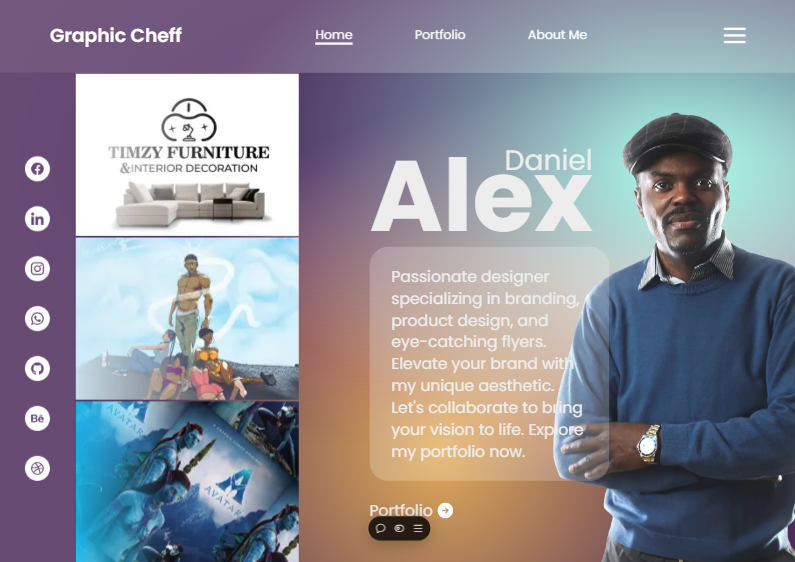 Graphic Cheff
Home
Portfolio
About Me
TIMZY FURNITURE
&INTERIOR DECORATION
AVATAR
AVATAR
Bē
Daniel
Alex
Passionate designer
specializing in branding,
product design, and
eye-catching flyers.
Elevate your brand with
my unique aesthetic.
Let's collaborate to bring
your vision to life. Explore
my portfolio now.
Portfolio